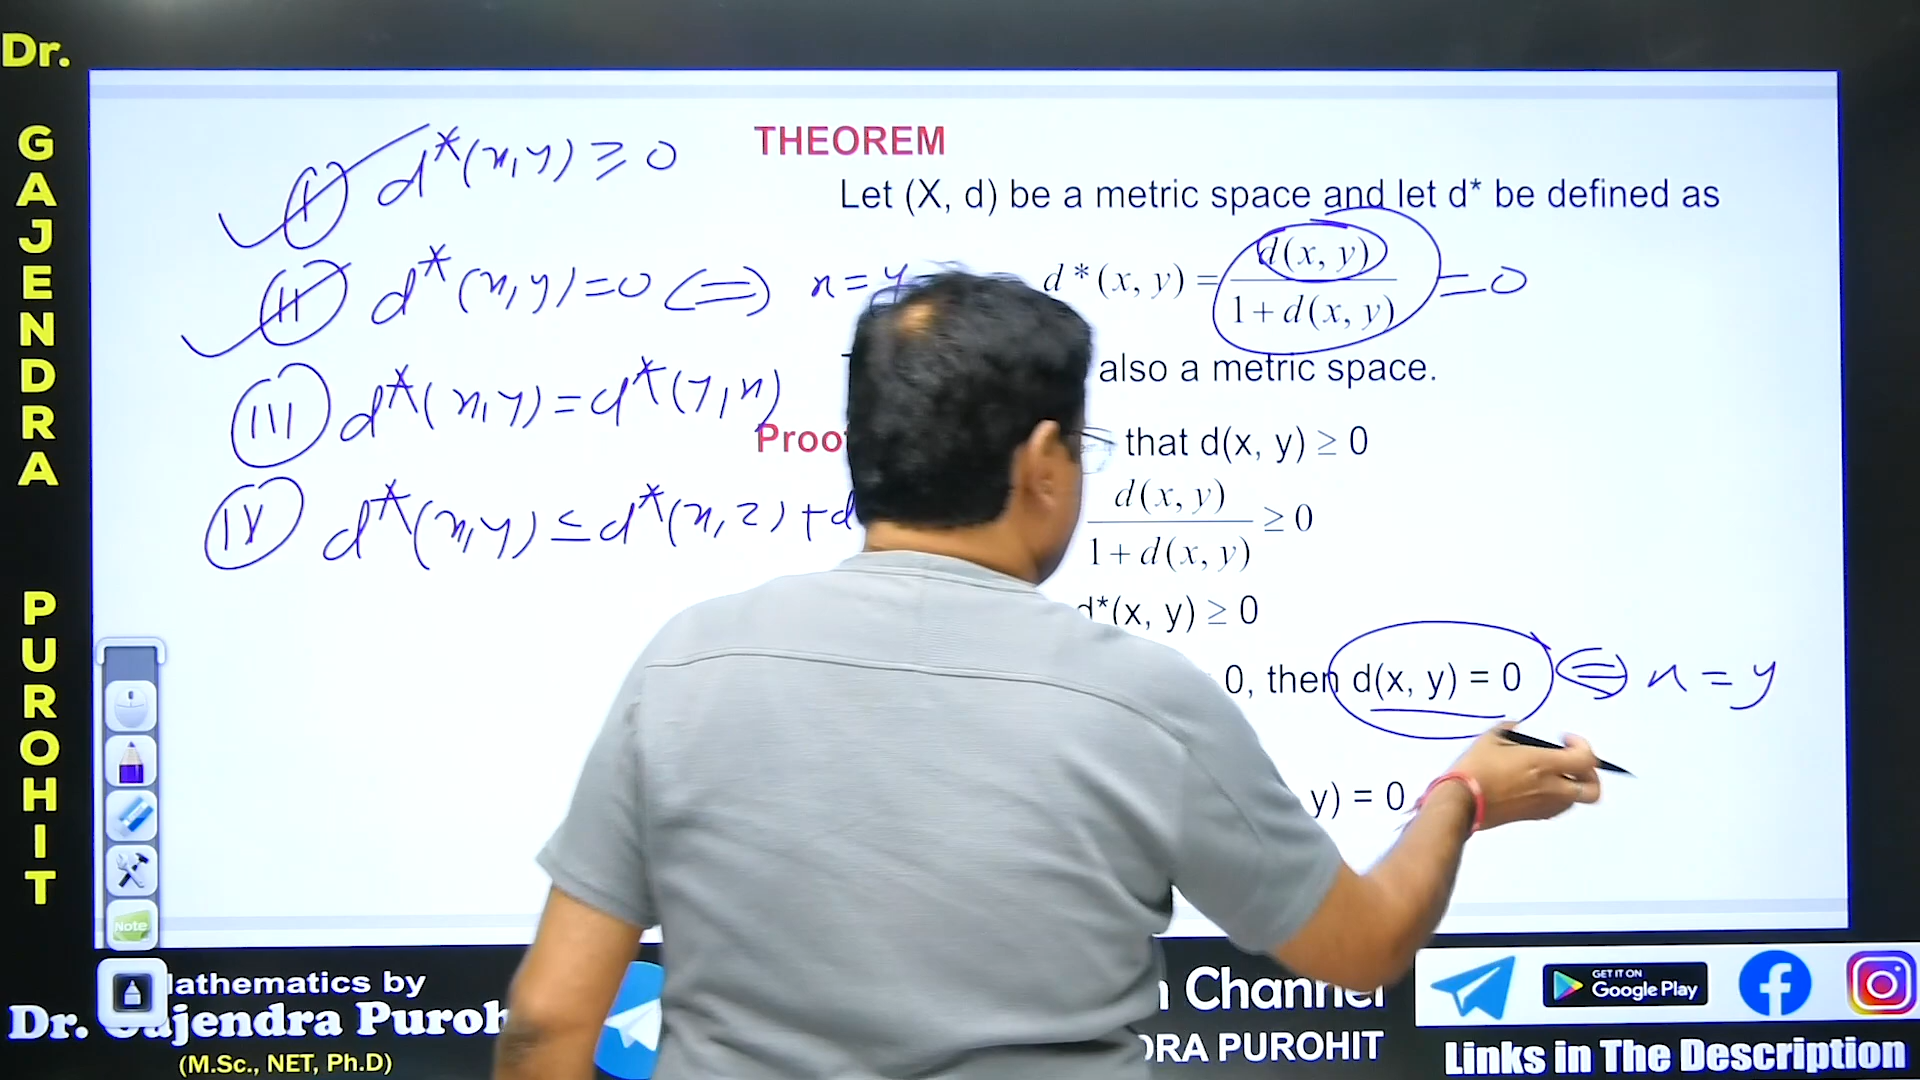 Dr.
GAJENDRA
PUROHIT
I d*(x,y) ≥ 0
II d*(x,y)=0 ⇔ x=y
III d*(x,y)=d*(y,x)
IV d*(x,y) ≤ d*(x,z)+d
THEOREM
Let (X, d) be a metric space and let d* be defined as
d*(x, y) = d(x, y) / 1+d(x, y) =0
also a metric space.
that d(x, y) ≥ 0
d(x, y) / 1+d(x, y) ≥ 0
d*(x, y) ≥ 0
0, then d(x, y) = 0 ⇔ x = y
y) = 0
Note
athematics by
Dr. Gajendra Puroh
(M.Sc., NET, Ph.D)
Channel
DRA PUROHIT
GET IT ON
Google Play
Links in The Description